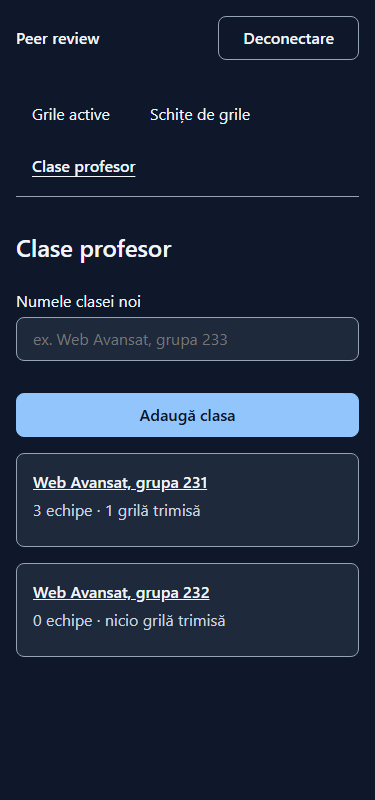 Peer review
Deconectare
Grile active
Schițe de grile
Clase profesor
Clase profesor
Numele clasei noi
ex. Web Avansat, grupa 233
Adaugă clasa
Web Avansat, grupa 231
3 echipe · 1 grilă trimisă
Web Avansat, grupa 232
0 echipe · nicio grilă trimisă